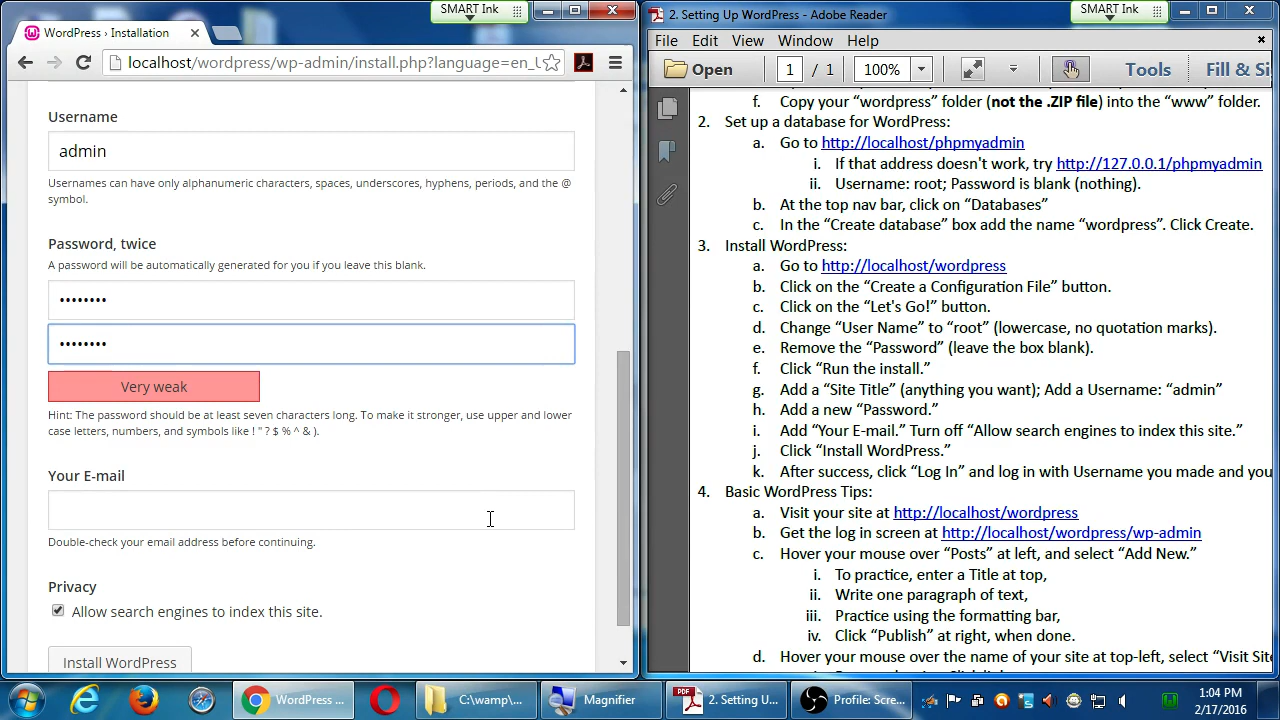 SMART Ink
WordPress › Installation
localhost/wordpress/wp-admin/install.php?language=en_U
Username
admin
Usernames can have only alphanumeric characters, spaces, underscores, hyphens, periods, and the @
symbol.
Password, twice
A password will be automatically generated for you if you leave this blank.
••••••••
••••••••
Very weak
Hint: The password should be at least seven characters long. To make it stronger, use upper and lower
case letters, numbers, and symbols like ! " ? $ % ^ & ).
Your E-mail
Double-check your email address before continuing.
Privacy
Allow search engines to index this site.
Install WordPress
2. Setting Up WordPress - Adobe Reader
SMART Ink
File Edit View Window Help
Open 1 / 1 100% Tools Fill & Si
f. Copy your “wordpress” folder (not the .ZIP file) into the “www” folder.
2. Set up a database for WordPress:
a. Go to http://localhost/phpmyadmin
i. If that address doesn't work, try http://127.0.0.1/phpmyadmin
ii. Username: root; Password is blank (nothing).
b. At the top nav bar, click on “Databases”
c. In the “Create database” box add the name “wordpress”. Click Create.
3. Install WordPress:
a. Go to http://localhost/wordpress
b. Click on the “Create a Configuration File” button.
c. Click on the “Let's Go!” button.
d. Change “User Name” to “root” (lowercase, no quotation marks).
e. Remove the “Password” (leave the box blank).
f. Click “Run the install.”
g. Add a “Site Title” (anything you want); Add a Username: “admin”
h. Add a new “Password.”
i. Add “Your E-mail.” Turn off “Allow search engines to index this site.”
j. Click “Install WordPress.”
k. After success, click “Log In” and log in with Username you made and you
4. Basic WordPress Tips:
a. Visit your site at http://localhost/wordpress
b. Get the log in screen at http://localhost/wordpress/wp-admin
c. Hover your mouse over “Posts” at left, and select “Add New.”
i. To practice, enter a Title at top,
ii. Write one paragraph of text,
iii. Practice using the formatting bar,
iv. Click “Publish” at right, when done.
d. Hover your mouse over the name of your site at top-left, select “Visit Sit
WordPress ... C:\wamp\... Magnifier 2. Setting U... Profile: Scre...
1:04 PM
2/17/2016